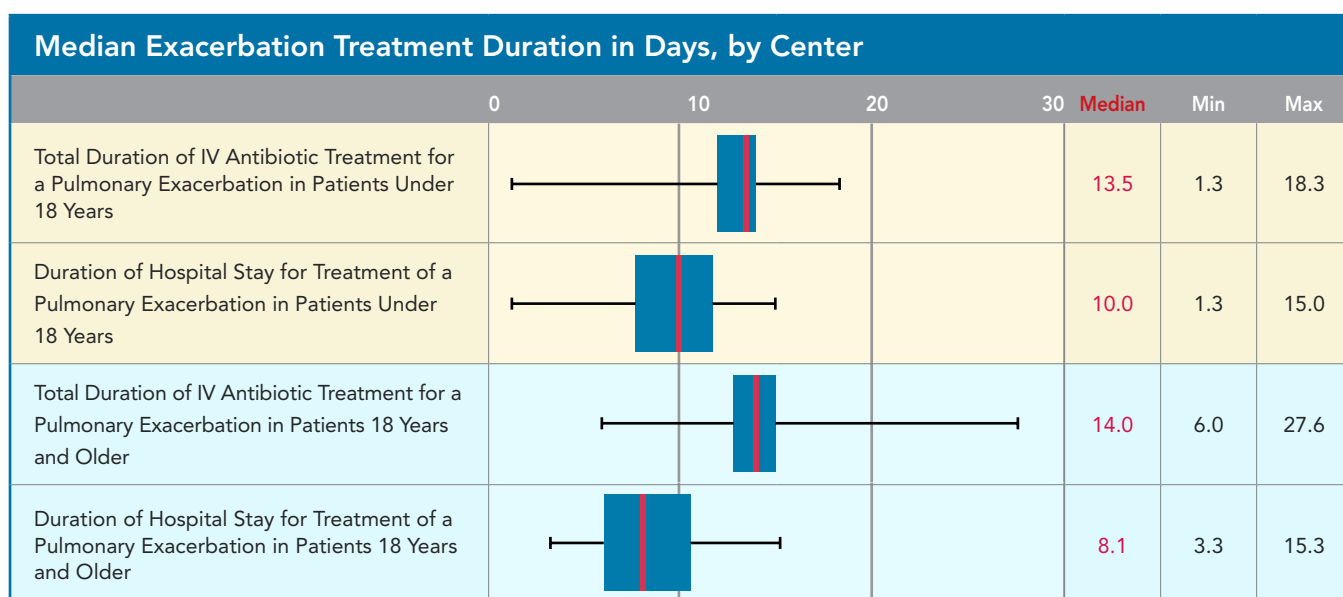 Median Exacerbation Treatment Duration in Days, by Center
0 10 20 30 Median Min Max
Total Duration of IV Antibiotic Treatment for
a Pulmonary Exacerbation in Patients Under
18 Years
13.5 1.3 18.3
Duration of Hospital Stay for Treatment of a
Pulmonary Exacerbation in Patients Under
18 Years
10.0 1.3 15.0
Total Duration of IV Antibiotic Treatment for a
Pulmonary Exacerbation in Patients 18 Years
and Older
14.0 6.0 27.6
Duration of Hospital Stay for Treatment of a
Pulmonary Exacerbation in Patients 18 Years
and Older
8.1 3.3 15.3